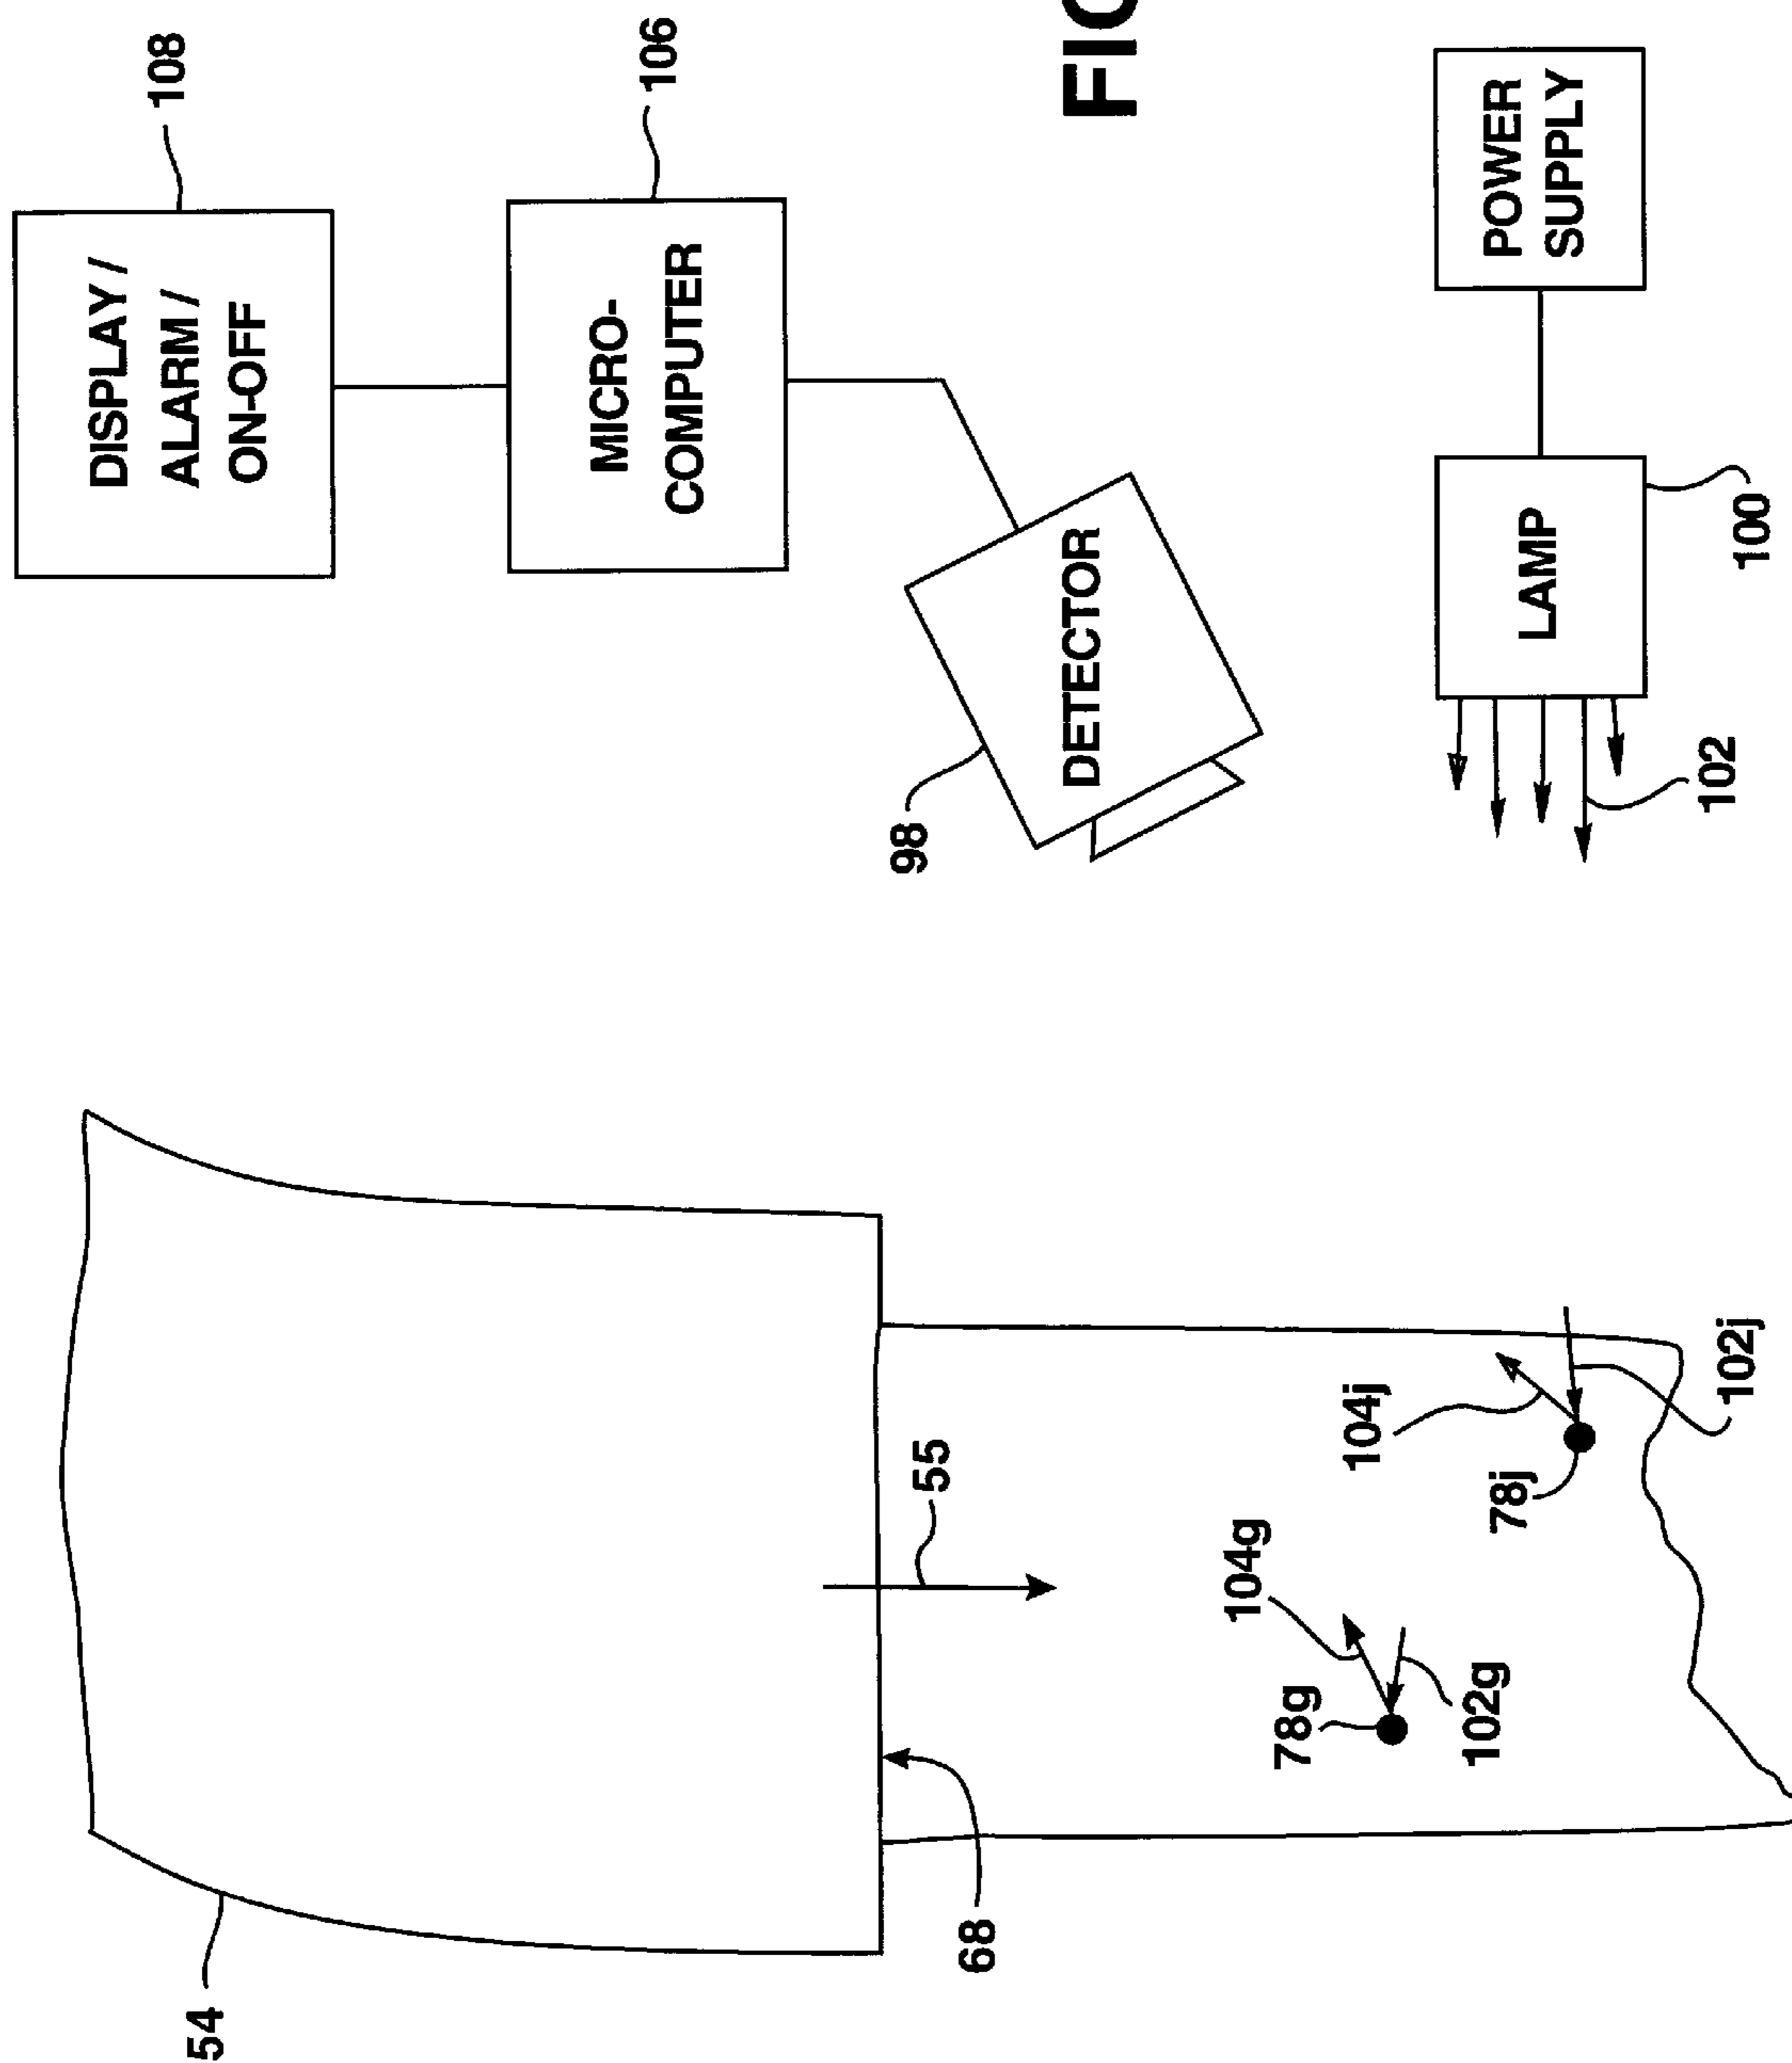 DISPLAY /
ALARM /
ON-OFF
108
54
MICRO-
COMPUTER
106
98
55
68
DETECTOR
104g
78g
104j
102g
78j
LAMP
POWER
SUPPLY
102
102j
100